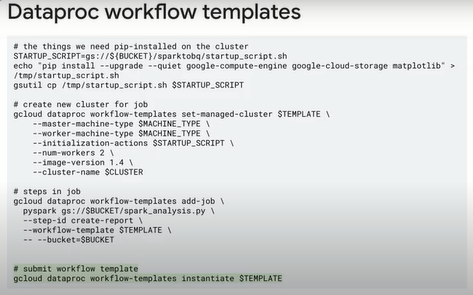 Dataproc workflow templates
# the things we need pip-installed on the cluster
STARTUP_SCRIPT=gs://${BUCKET}/sparktobq/startup_script.sh
echo "pip install --upgrade --quiet google-compute-engine google-cloud-storage matplotlib" >
/tmp/startup_script.sh
gsutil cp /tmp/startup_script.sh $STARTUP_SCRIPT
# create new cluster for job
gcloud dataproc workflow-templates set-managed-cluster $TEMPLATE \
--master-machine-type $MACHINE_TYPE \
--worker-machine-type $MACHINE_TYPE \
--initialization-actions $STARTUP_SCRIPT \
--num-workers 2 \
--image-version 1.4 \
--cluster-name $CLUSTER
# steps in job
gcloud dataproc workflow-templates add-job \
pyspark gs://$BUCKET/spark_analysis.py \
--step-id create-report \
--workflow-template $TEMPLATE \
-- --bucket=$BUCKET
# submit workflow template
gcloud dataproc workflow-templates instantiate $TEMPLATE